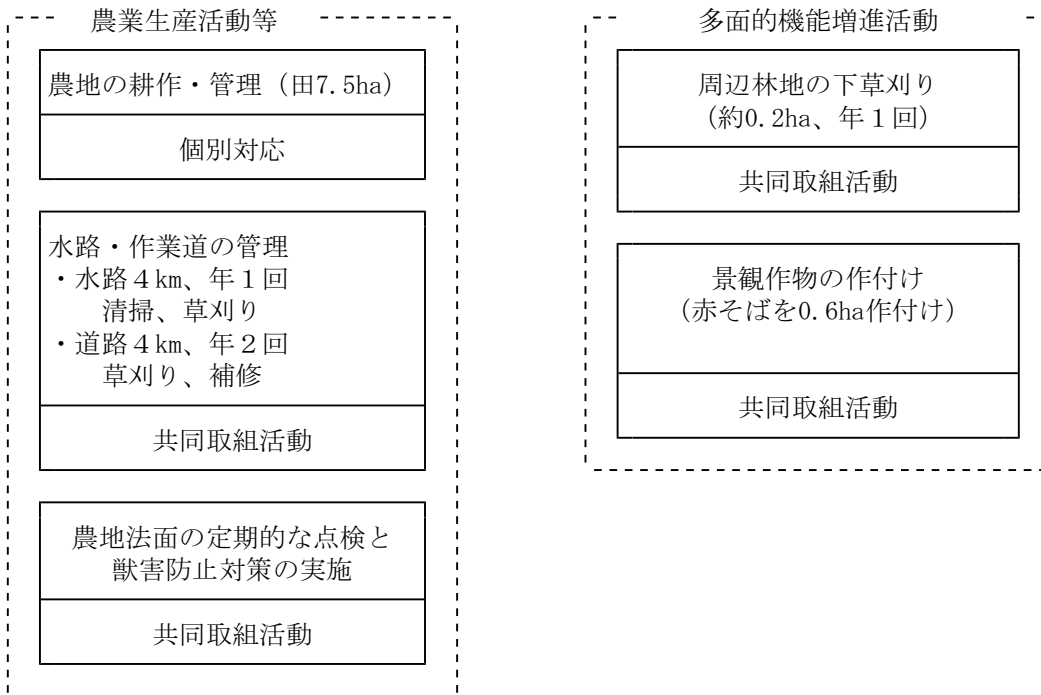 農業生産活動等
農地の耕作・管理（田7.5ha）
個別対応
水路・作業道の管理
・水路４km、年１回
清掃、草刈り
・道路４km、年２回
草刈り、補修
共同取組活動
農地法面の定期的な点検と
獣害防止対策の実施
共同取組活動
多面的機能増進活動
周辺林地の下草刈り
（約0.2ha、年１回）
共同取組活動
景観作物の作付け
（赤そばを0.6ha作付け）
共同取組活動